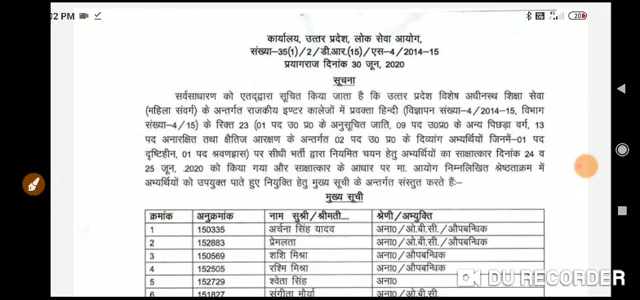 :02 PM
20
कार्यालय, उत्तर प्रदेश, लोक सेवा आयोग,
संख्या-35(1)/2/डी.आर.(15)/एस-4/2014-15
प्रयागराज दिनांक 30 जून, 2020
सूचना
सर्वसाधारण को एतद्द्वारा सूचित किया जाता है कि उत्तर प्रदेश विशेष अधीनस्थ शिक्षा सेवा
(महिला संवर्ग) के अन्तर्गत राजकीय इण्टर कालेजों में प्रवक्ता हिन्दी (विज्ञापन संख्या-4/2014-15, विभाग
संख्या-4/15) के रिक्त 23 (01 पद उ0 प्र0 के अनुसूचित जाति, 09 पद उ0प्र0 के अन्य पिछड़ा वर्ग, 13
पद अनारक्षित तथा क्षैतिज आरक्षण के अन्तर्गत 02 पद उ0 प्र0 के दिव्यांग अभ्यर्थियों जिनमें-01 पद
दृष्टिहीन, 01 पद श्रवणह्रास) पर सीधी भर्ती द्वारा नियमित चयन हेतु अभ्यर्थियों का साक्षात्कार दिनांक 24 व
25 जून, 2020 को किया गया और साक्षात्कार के आधार पर मा. आयोग निम्नलिखित श्रेष्ठताक्रम में
अभ्यर्थियों को उपयुक्त पाते हुए नियुक्ति हेतु मुख्य सूची के अन्तर्गत संस्तुत करते हैं:-
मुख्य सूची
क्रमांक अनुक्रमांक नाम सुश्री/श्रीमती... श्रेणी/अभ्युक्ति
1 150335 अर्चना सिंह यादव अना0/ओ.बी.सी./औपबन्धिक
2 152883 प्रेमलता अना0/ओ.बी.सी./औपबन्धिक
3 150569 शशि मिश्रा अना0/औपबन्धिक
4 152505 रश्मि मिश्रा अना0/औपबन्धिक
5 152729 श्वेता सिंह अना0
6 151827 संगीता मौर्या अना0/ओ.बी.सी.
DU RECORDER